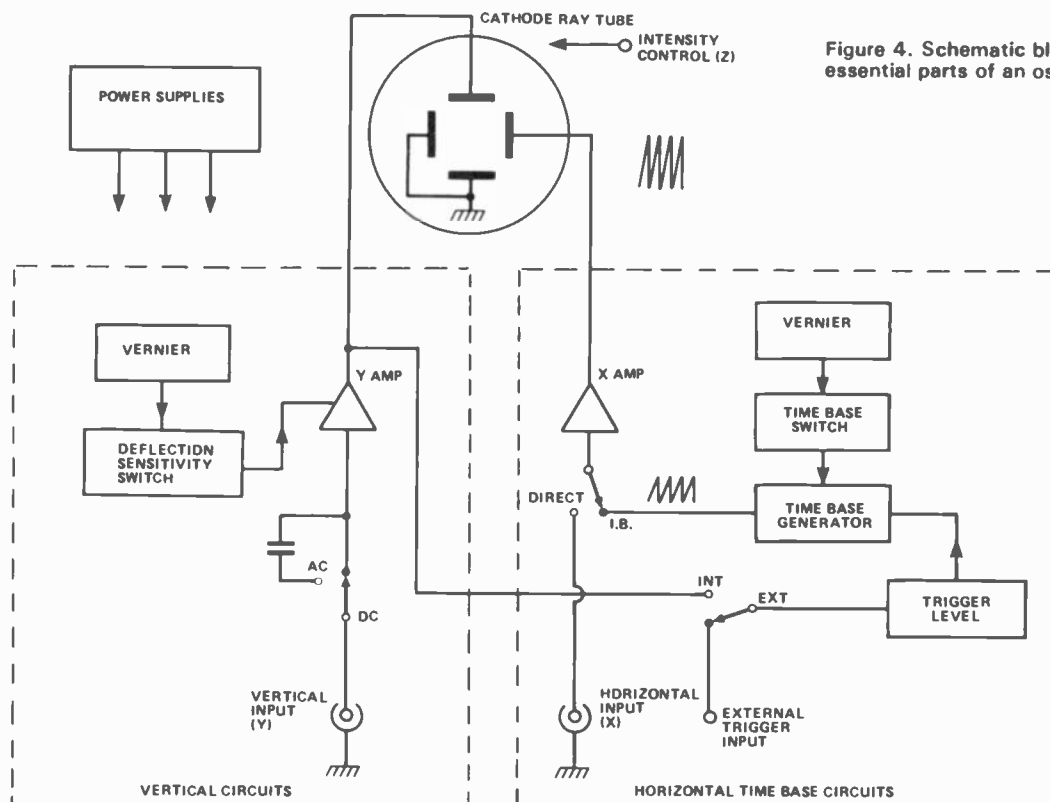 CATHODE RAY TUBE
INTENSITY
CONTROL (Z)
Figure 4. Schematic bl
essential parts of an os
POWER SUPPLIES
VERNIER
Y AMP
DEFLECTION
SENSITIVITY
SWITCH
AC
DC
VERTICAL
INPUT
(Y)
VERTICAL CIRCUITS
X AMP
VERNIER
TIME BASE
SWITCH
DIRECT
I.B.
TIME BASE
GENERATOR
INT
EXT
TRIGGER
LEVEL
HDRIZONTAL
INPUT
(X)
EXTERNAL
TRIGGER
INPUT
HORIZONTAL TIME BASE CIRCUITS